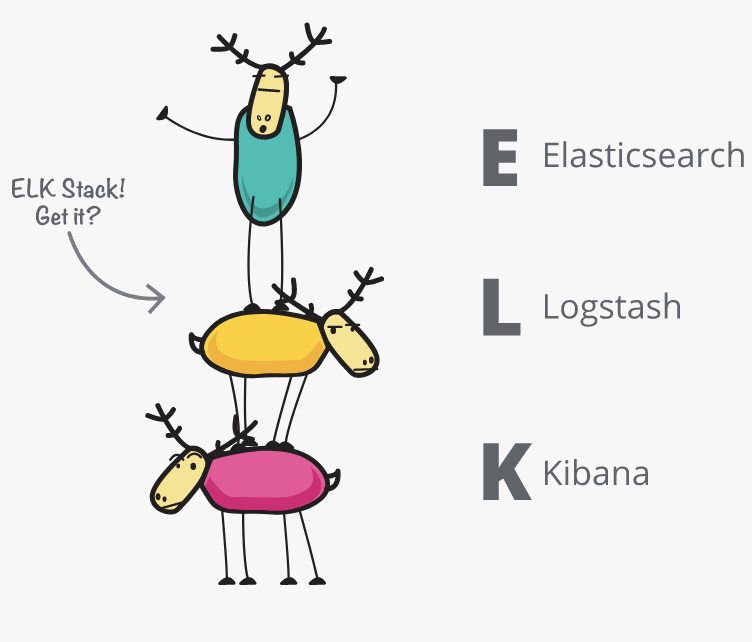 ELK Stack!
Get it?
E Elasticsearch
L Logstash
K Kibana